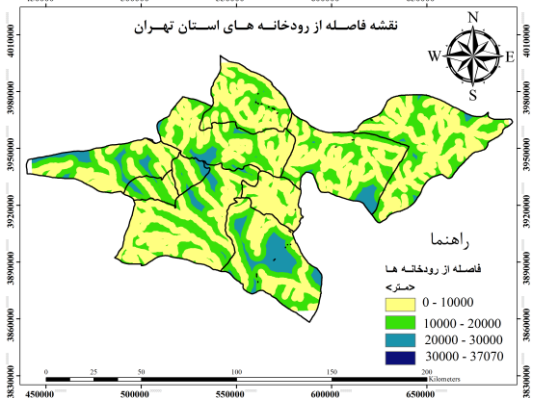 نقشه فاصله از رودخانه های استان تهران
N
W E
S
4010000
3980000
3950000
3920000
3890000
3860000
3830000
راهنما
فاصله از رودخانه ها
<متر>
0 - 10000
10000 - 20000
20000 - 30000
30000 - 37070
0 25 50 100 150 200
Kilometers
450000 500000 550000 600000 650000